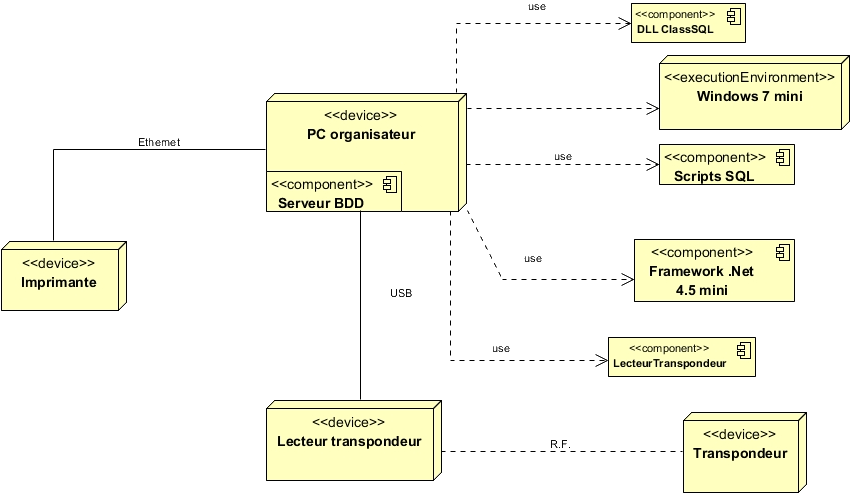 use
<<component>>
DLL ClassSQL
<<executionEnvironment>>
Windows 7 mini
<<device>>
PC organisateur
Ethernet
use
<<component>>
Scripts SQL
<<component>>
Serveur BDD
<<device>>
Imprimante
use
<<component>>
Framework .Net
4.5 mini
USB
use
<<component>>
LecteurTranspondeur
<<device>>
Lecteur transpondeur
R.F.
<<device>>
Transpondeur